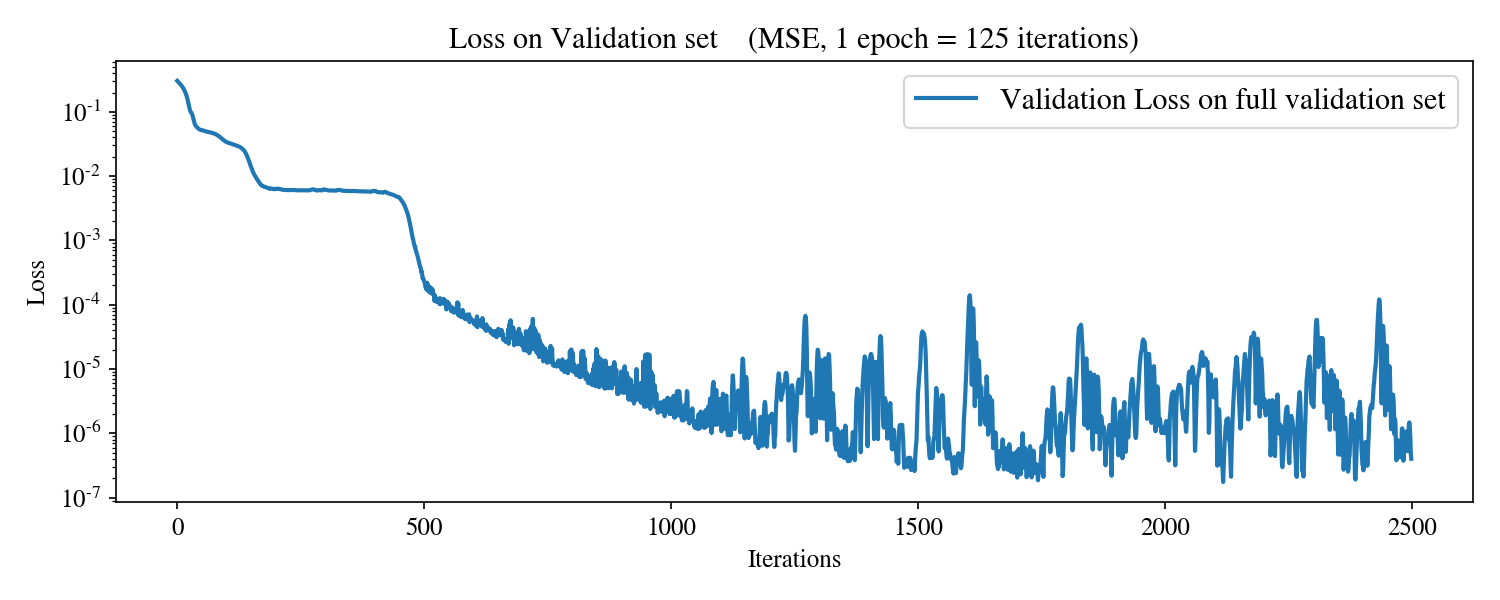 Loss on Validation set (MSE, 1 epoch = 125 iterations)
Validation Loss on full validation set
Loss
10-1
10-2
10-3
10-4
10-5
10-6
10-7
0 500 1000 1500 2000 2500
Iterations